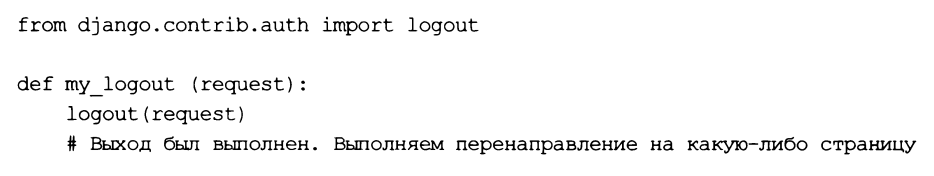 from django.contrib.auth import logout
def my_logout (request):
logout(request)
# Выход был выполнен. Выполняем перенаправление на какую-либо страницу